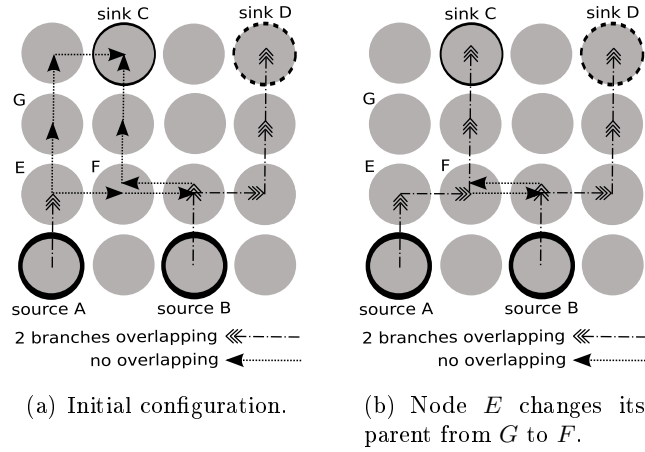 sink C
sink D
G
E
F
source A
source B
2 branches overlapping
no overlapping
(a) Initial configuration.
sink C
sink D
G
E
F
source A
source B
2 branches overlapping
no overlapping
(b) Node E changes its
parent from G to F.